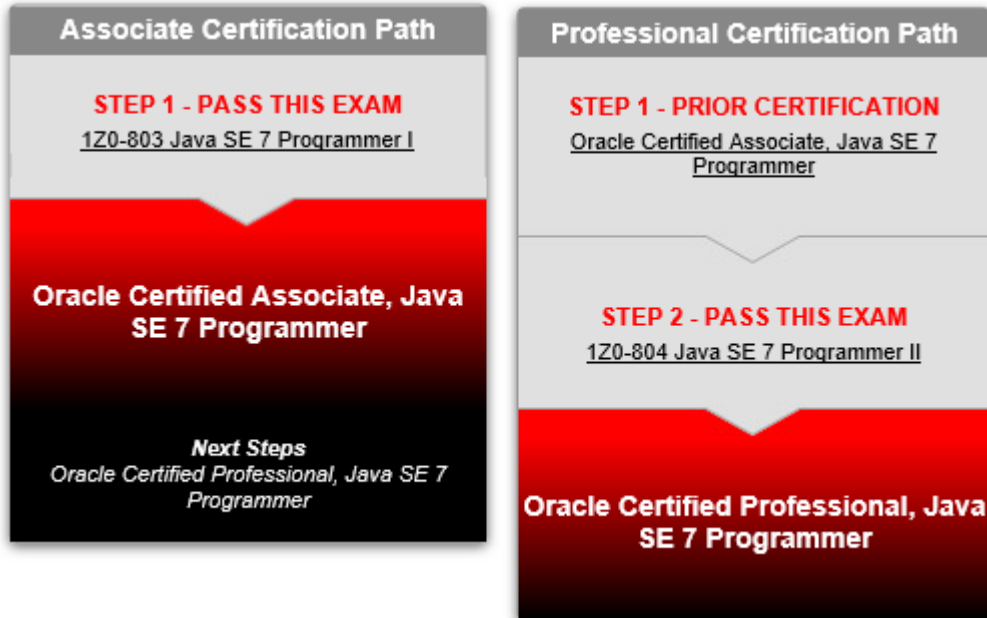 Associate Certification Path
STEP 1 - PASS THIS EXAM
1Z0-803 Java SE 7 Programmer I
Oracle Certified Associate, Java
SE 7 Programmer
Next Steps
Oracle Certified Professional, Java SE 7
Programmer
Professional Certification Path
STEP 1 - PRIOR CERTIFICATION
Oracle Certified Associate, Java SE 7
Programmer
STEP 2 - PASS THIS EXAM
1Z0-804 Java SE 7 Programmer II
Oracle Certified Professional, Java
SE 7 Programmer